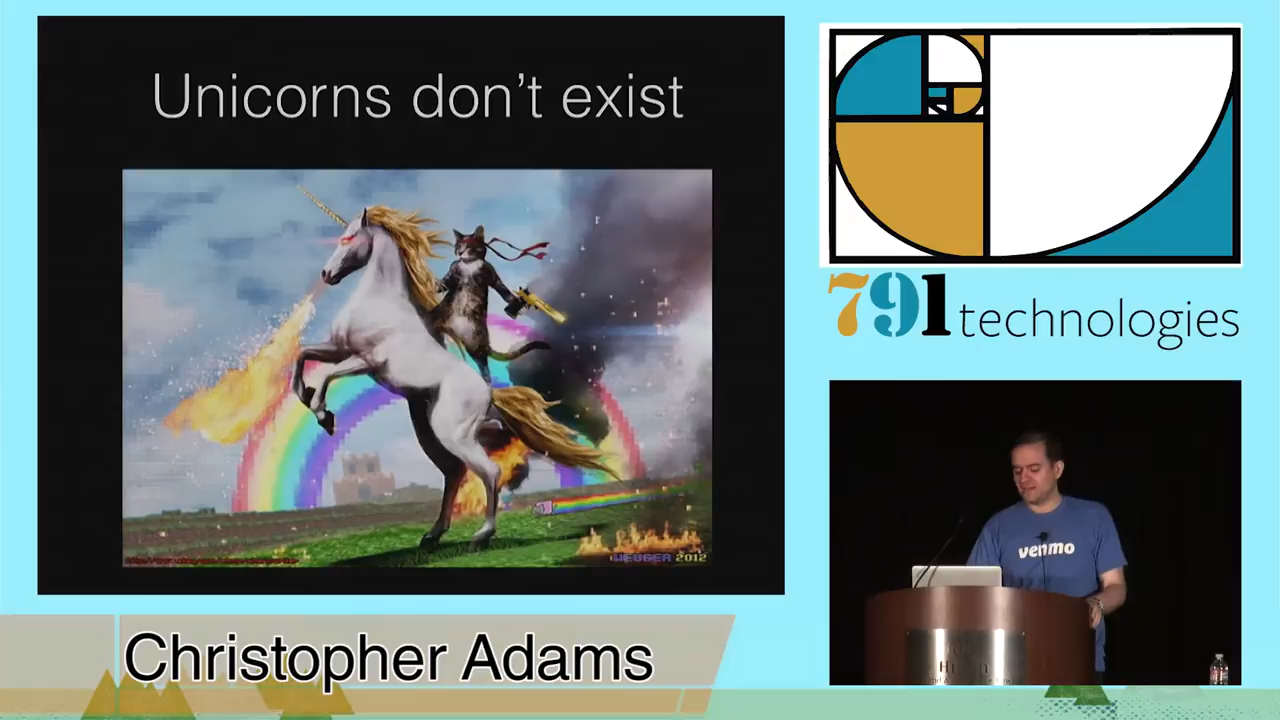 Unicorns don't exist
WEUBER 2012
791 technologies
venmo
Christopher Adams